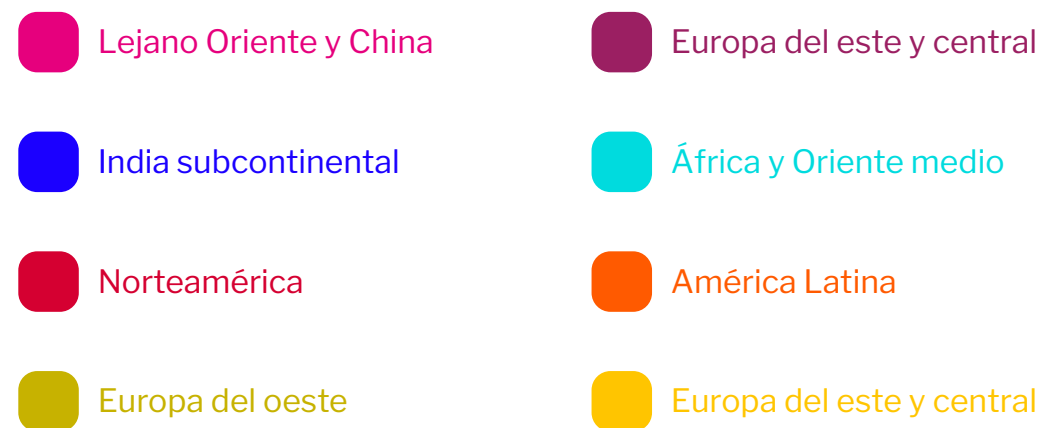 Lejano Oriente y China
Europa del este y central
India subcontinental
África y Oriente medio
Norteamérica
América Latina
Europa del oeste
Europa del este y central